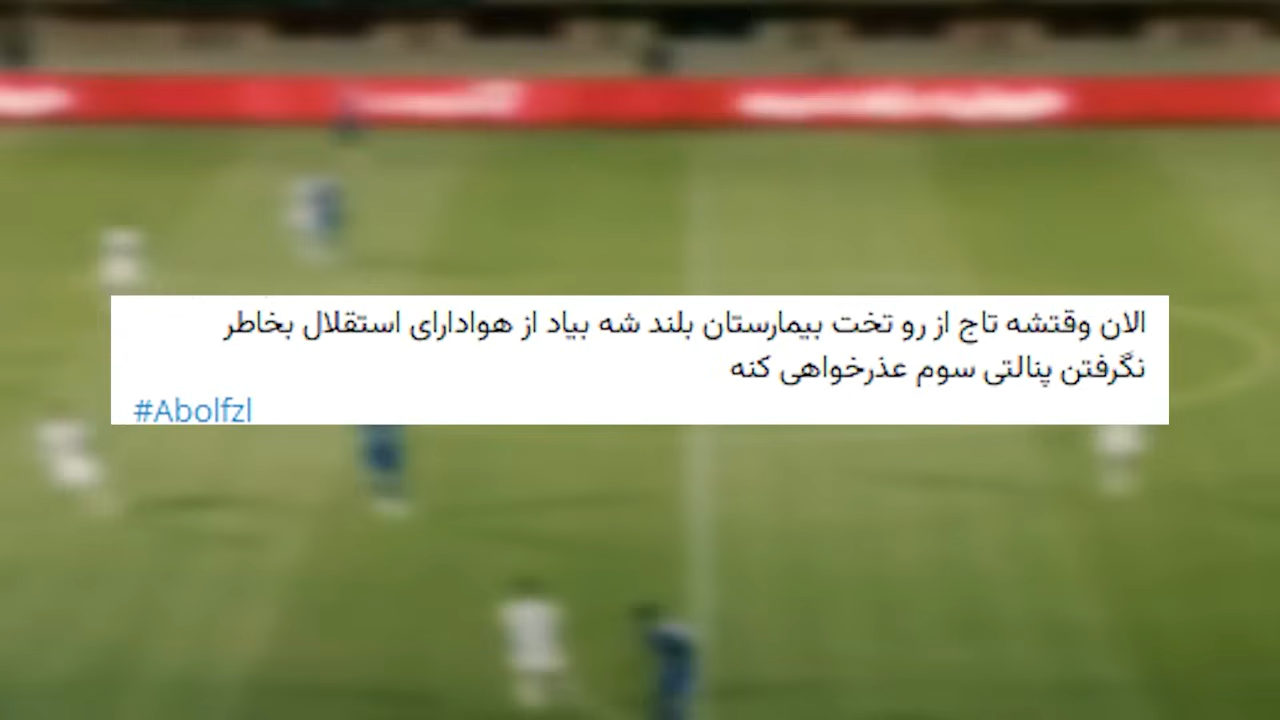 الان وقتشه تاج از رو تخت بیمارستان بلند شه بیاد از هوادارای استقلال بخاطر
نگرفتن پنالتی سوم عذرخواهی کنه
#Abolfzl